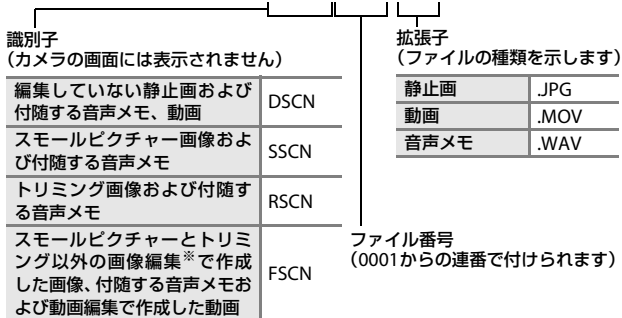 識別子
(カメラの画面には表示されません)
編集していない静止画および
付随する音声メモ、動画
DSCN
スモールピクチャー画像およ
び付随する音声メモ
SSCN
トリミング画像および付随す
る音声メモ
RSCN
スモールピクチャーとトリミ
ング以外の画像編集※で作成
した画像、付随する音声メモお
よび動画編集で作成した動画
FSCN
拡張子
(ファイルの種類を示します)
静止画 .JPG
動画 .MOV
音声メモ .WAV
ファイル番号
(0001からの連番で付けられます)